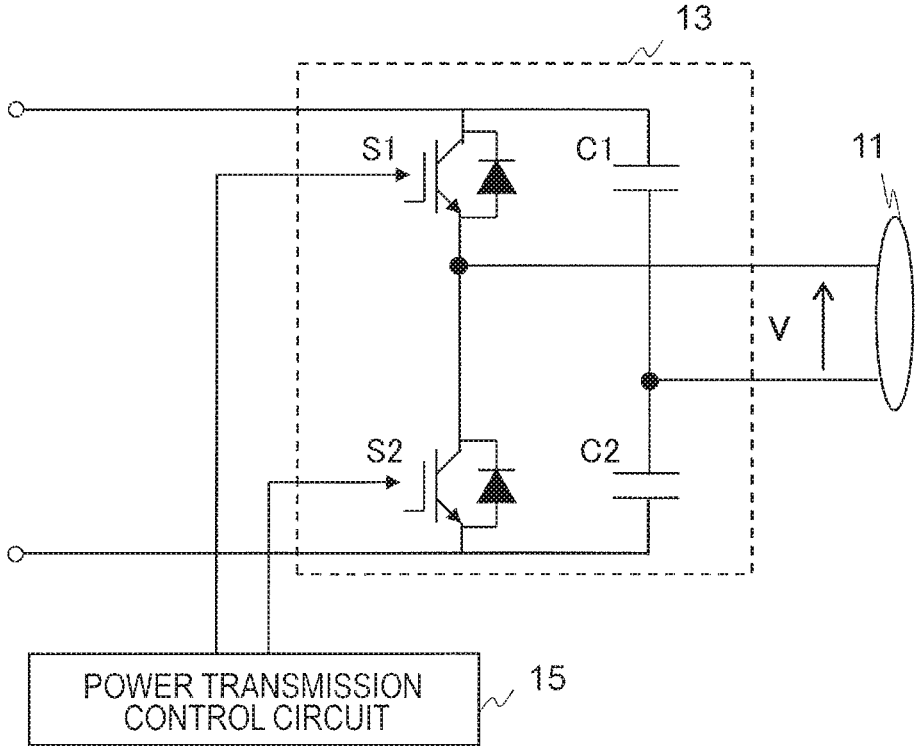 13
S1
C1
11
V
S2
C2
POWER TRANSMISSION
CONTROL CIRCUIT
15